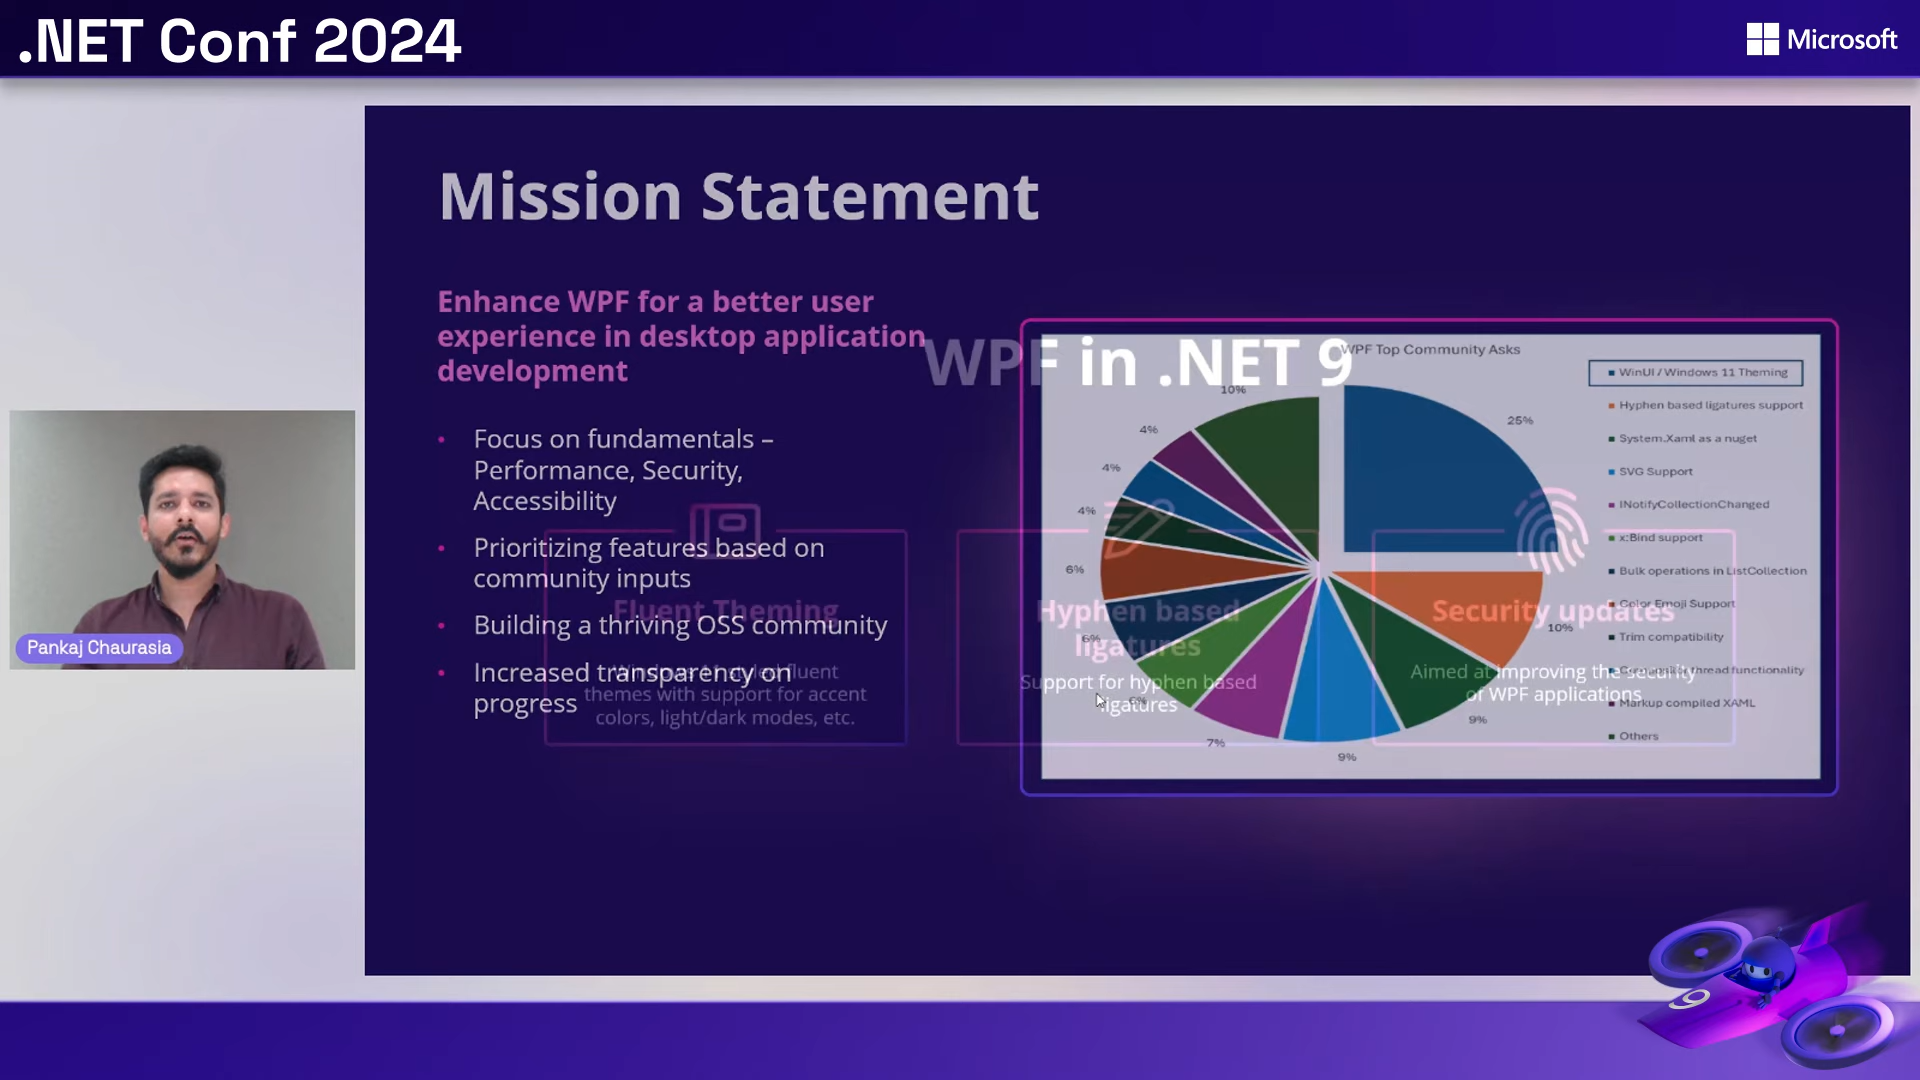 .NET Conf 2024
Microsoft
Mission Statement
Enhance WPF for a better user
experience in desktop application
development
• Focus on fundamentals –
Performance, Security,
Accessibility
• Prioritizing features based on
community inputs
• Building a thriving OSS community
• Increased transparency on
progress
WPF in .NET 9
Fluent Theming
themes with support for accent
colors, light/dark modes, etc.
Hyphen based
ligatures
Support for hyphen based
ligatures
Security updates
Aimed at improving the security
of WPF applications
WPF Top Community Asks
25%
10%
9%
9%
7%
6%
6%
4%
4%
4%
10%
WinUI / Windows 11 Theming
Hyphen based ligatures support
System.Xaml as a nuget
SVG Support
INotifyCollectionChanged
x:Bind support
Bulk operations in ListCollection
Color Emoji Support
Trim compatibility
thread functionality
Markup compiled XAML
Others
Pankaj Chaurasia
9